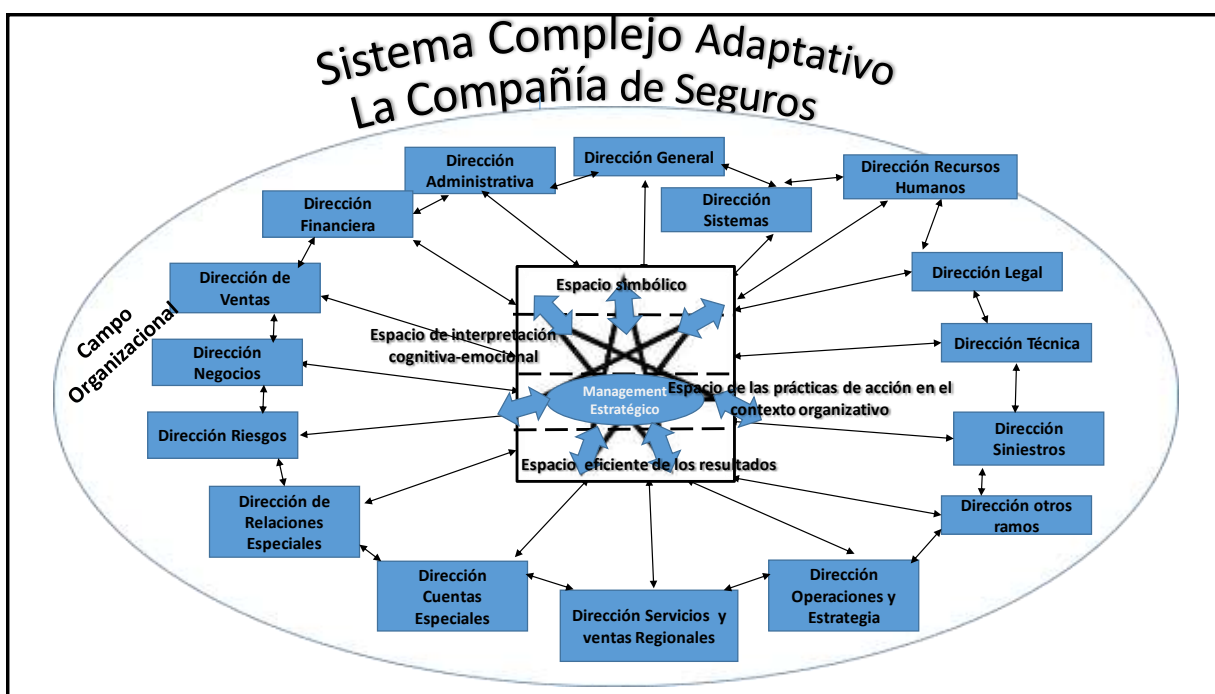 Sistema Complejo Adaptativo
La Compañía de Seguros
Dirección
Administrativa
Dirección General
Dirección Recursos
Humanos
Dirección
Financiera
Dirección
Sistemas
Dirección de
Ventas
Dirección Legal
Campo
Organizacional
Espacio simbólico
Espacio de interpretación
cognitiva-emocional
Dirección
Negocios
Dirección Técnica
Management
Estratégico
Espacio de las prácticas de acción en el
contexto organizativo
Dirección Riesgos
Dirección
Siniestros
Espacio eficiente de los resultados
Dirección de
Relaciones
Especiales
Dirección otros
ramos
Dirección
Cuentas
Especiales
Dirección Servicios y
ventas Regionales
Dirección
Operaciones y
Estrategia